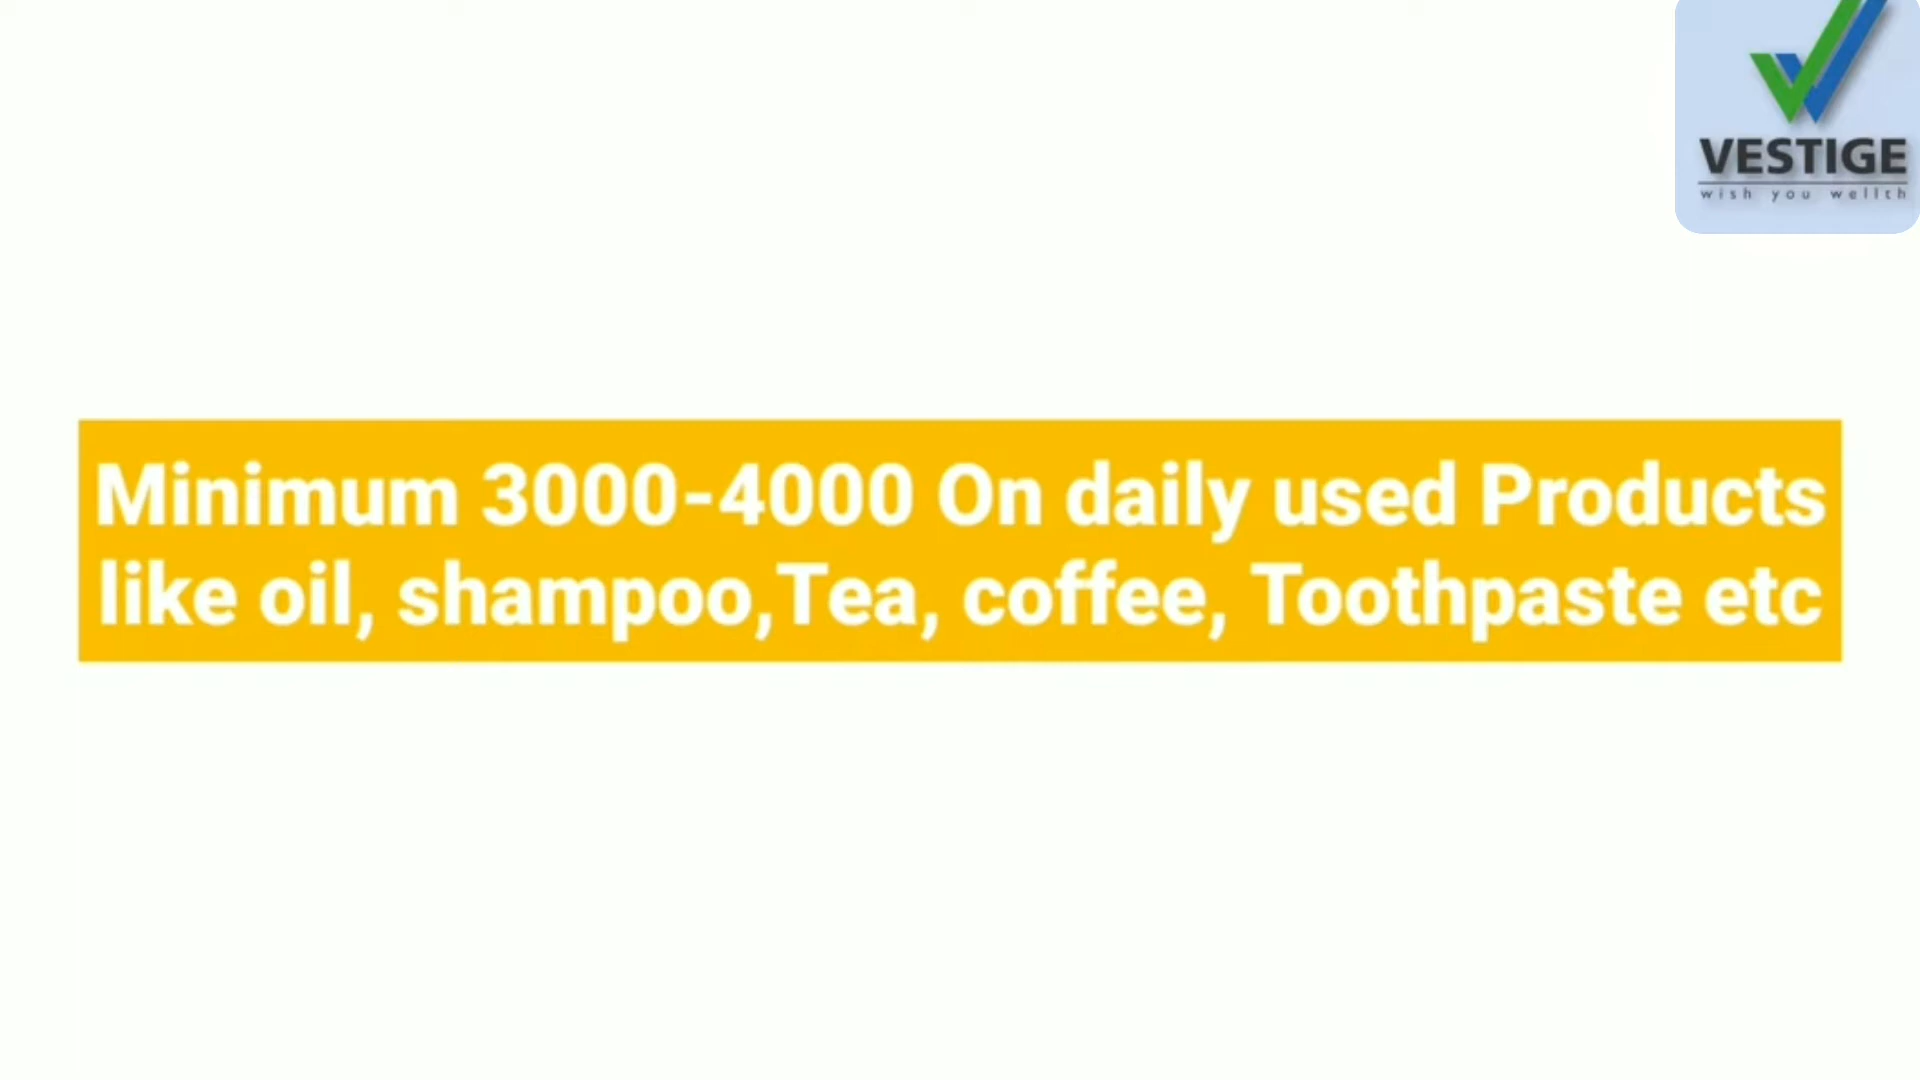 VESTIGE
wish you wellth
Minimum 3000-4000 On daily used Products
like oil, shampoo,Tea, coffee, Toothpaste etc